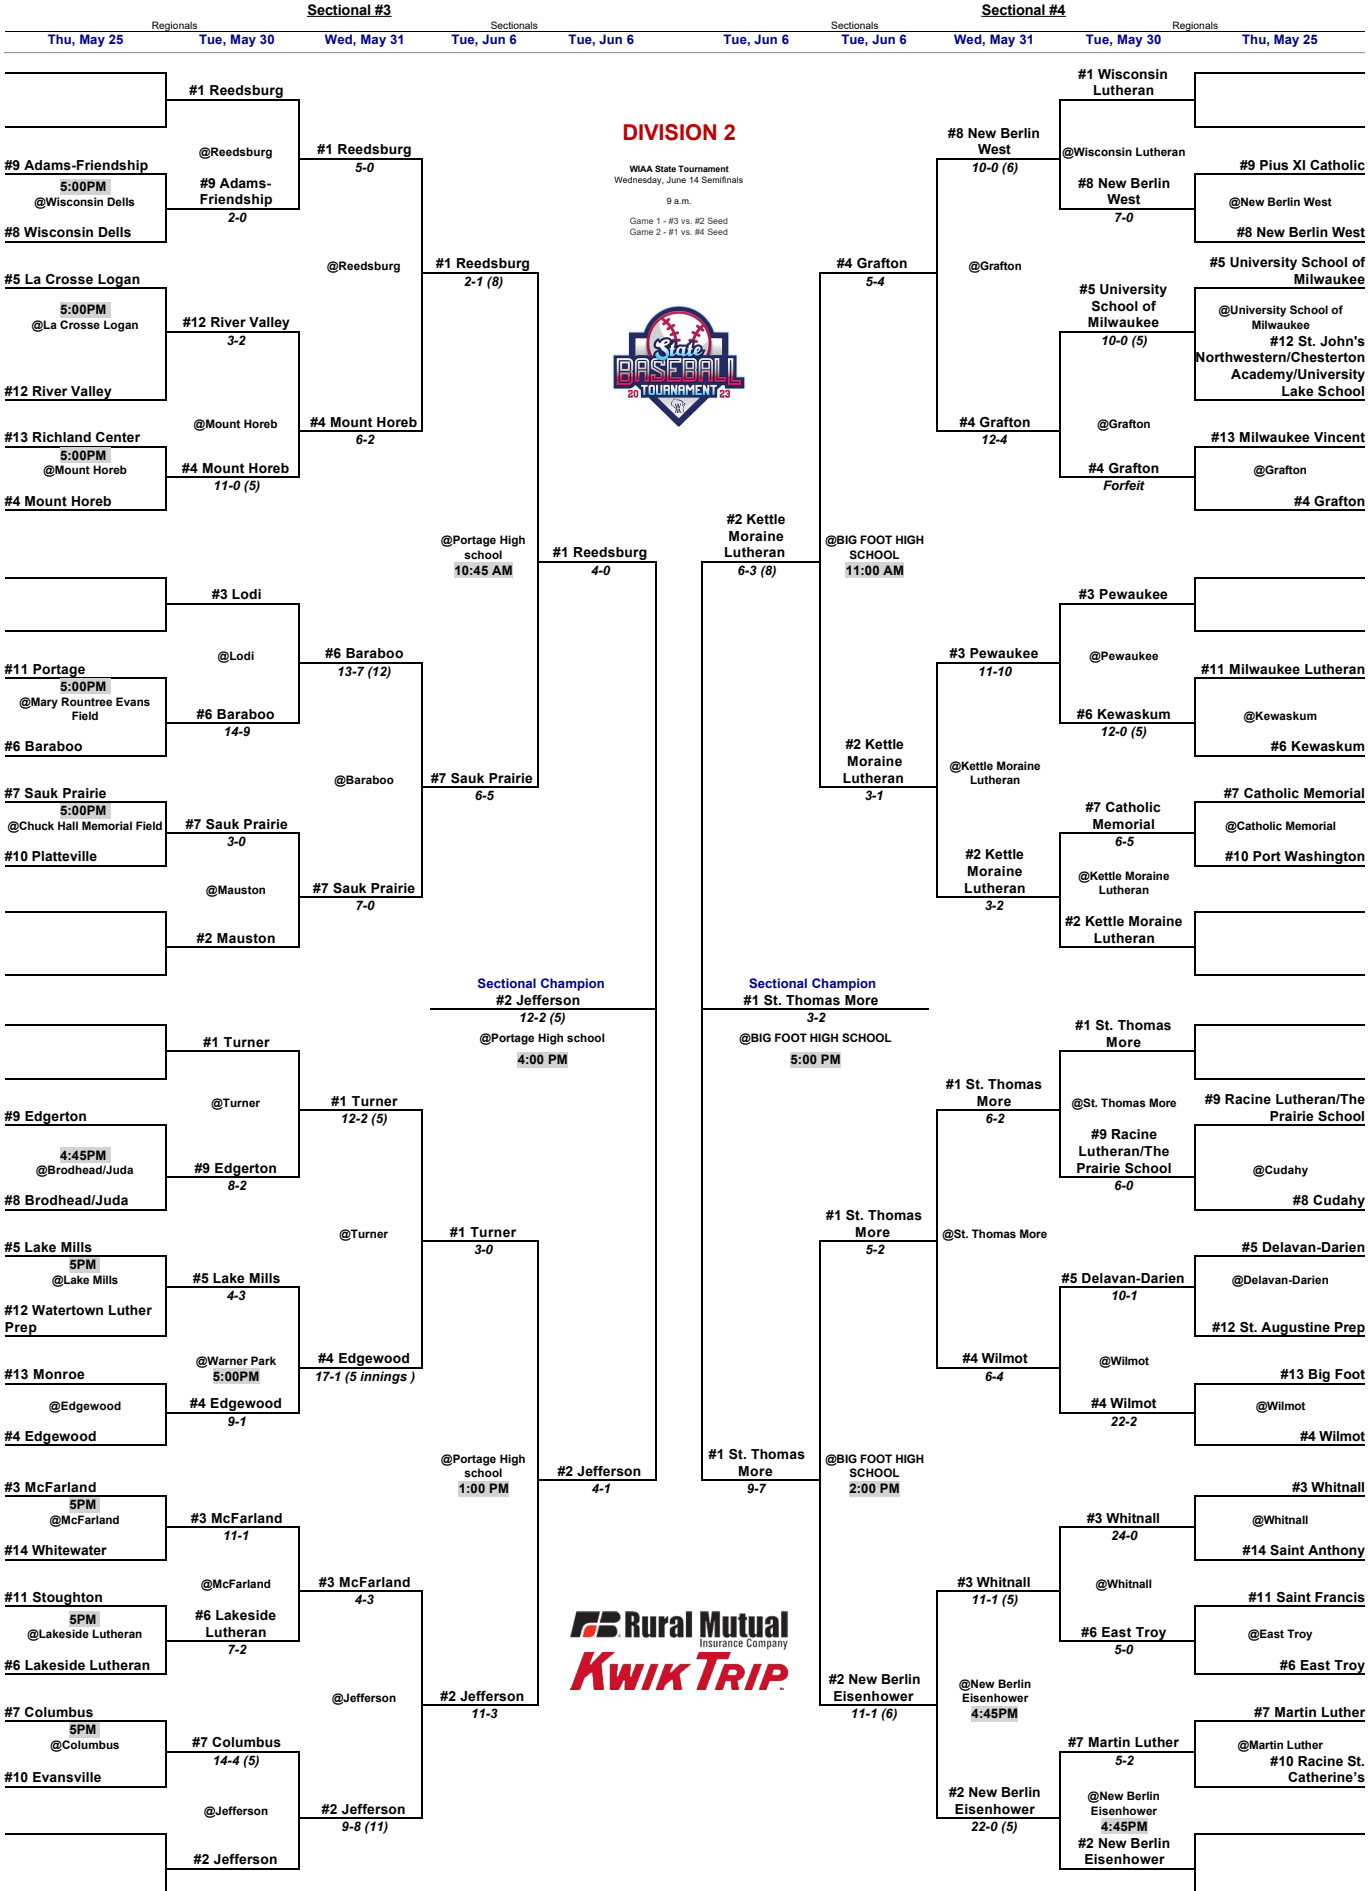 Sectional #3
Sectional #4
Regionals
Sectionals
Sectionals
Regionals
Thu, May 25
Tue, May 30
Wed, May 31
Tue, Jun 6
Tue, Jun 6
Tue, Jun 6
Tue, Jun 6
Wed, May 31
Tue, May 30
Thu, May 25
#9 Adams-Friendship
5:00PM
@Wisconsin Dells
#8 Wisconsin Dells
#5 La Crosse Logan
5:00PM
@La Crosse Logan
#12 River Valley
#13 Richland Center
5:00PM
@Mount Horeb
#4 Mount Horeb
#11 Portage
5:00PM
@Mary Rountree Evans
Field
#6 Baraboo
#7 Sauk Prairie
5:00PM
@Chuck Hall Memorial Field
#10 Platteville
#9 Edgerton
4:45PM
@Brodhead/Juda
#8 Brodhead/Juda
#5 Lake Mills
5PM
@Lake Mills
#12 Watertown Luther
Prep
#13 Monroe
@Edgewood
#4 Edgewood
#3 McFarland
5PM
@McFarland
#14 Whitewater
#11 Stoughton
5PM
@Lakeside Lutheran
#6 Lakeside Lutheran
#7 Columbus
5PM
@Columbus
#10 Evansville
#1 Reedsburg
@Reedsburg
#9 Adams-
Friendship
2-0
#12 River Valley
3-2
@Mount Horeb
#4 Mount Horeb
11-0 (5)
#3 Lodi
@Lodi
#6 Baraboo
14-9
#7 Sauk Prairie
3-0
@Mauston
#2 Mauston
#1 Turner
@Turner
#9 Edgerton
8-2
#5 Lake Mills
4-3
@Warner Park
5:00PM
#4 Edgewood
9-1
#3 McFarland
11-1
@McFarland
#6 Lakeside
Lutheran
7-2
#7 Columbus
14-4 (5)
@Jefferson
#2 Jefferson
#1 Reedsburg
5-0
@Reedsburg
#4 Mount Horeb
6-2
#6 Baraboo
13-7 (12)
@Baraboo
#7 Sauk Prairie
7-0
#1 Turner
12-2 (5)
@Turner
#4 Edgewood
17-1 (5 innings )
#3 McFarland
4-3
@Jefferson
#2 Jefferson
9-8 (11)
#1 Reedsburg
2-1 (8)
@Portage High
school
10:45 AM
#7 Sauk Prairie
6-5
#1 Turner
3-0
@Portage High
school
1:00 PM
#2 Jefferson
11-3
#1 Reedsburg
4-0
Sectional Champion
#2 Jefferson
12-2 (5)
@Portage High school
4:00 PM
#2 Jefferson
4-1
DIVISION 2
WIAA State Tournament
Wednesday, June 14 Semifinals
9 a.m.
Game 1 - #3 vs. #2 Seed
Game 2 - #1 vs. #4 Seed
State
BASEBALL
20 TOURNAMENT 23
Rural Mutual
Insurance Company
KWIK TRIP
#2 Kettle
Moraine
Lutheran
6-3 (8)
Sectional Champion
#1 St. Thomas More
3-2
@BIG FOOT HIGH SCHOOL
5:00 PM
#1 St. Thomas
More
9-7
#4 Grafton
5-4
@BIG FOOT HIGH
SCHOOL
11:00 AM
#2 Kettle
Moraine
Lutheran
3-1
#1 St. Thomas
More
5-2
@BIG FOOT HIGH
SCHOOL
2:00 PM
#2 New Berlin
Eisenhower
11-1 (6)
#8 New Berlin
West
10-0 (6)
@Grafton
#4 Grafton
12-4
#3 Pewaukee
11-10
@Kettle Moraine
Lutheran
#2 Kettle
Moraine
Lutheran
3-2
#1 St. Thomas
More
6-2
@St. Thomas More
#4 Wilmot
6-4
#3 Whitnall
11-1 (5)
@New Berlin
Eisenhower
4:45PM
#2 New Berlin
Eisenhower
22-0 (5)
#1 Wisconsin
Lutheran
@Wisconsin Lutheran
#8 New Berlin
West
7-0
#5 University
School of
Milwaukee
10-0 (5)
@Grafton
#4 Grafton
Forfeit
#3 Pewaukee
@Pewaukee
#6 Kewaskum
12-0 (5)
#7 Catholic
Memorial
6-5
@Kettle Moraine
Lutheran
#2 Kettle Moraine
Lutheran
#1 St. Thomas
More
@St. Thomas More
#9 Racine
Lutheran/The
Prairie School
6-0
#5 Delavan-Darien
10-1
@Wilmot
#4 Wilmot
22-2
#3 Whitnall
24-0
@Whitnall
#6 East Troy
5-0
#7 Martin Luther
5-2
@New Berlin
Eisenhower
4:45PM
#2 New Berlin
Eisenhower
#9 Pius XI Catholic
@New Berlin West
#8 New Berlin West
#5 University School of
Milwaukee
@University School of
Milwaukee
#12 St. John's
Northwestern/Chesterton
Academy/University
Lake School
#13 Milwaukee Vincent
@Grafton
#4 Grafton
#11 Milwaukee Lutheran
@Kewaskum
#6 Kewaskum
#7 Catholic Memorial
@Catholic Memorial
#10 Port Washington
#9 Racine Lutheran/The
Prairie School
@Cudahy
#8 Cudahy
#5 Delavan-Darien
@Delavan-Darien
#12 St. Augustine Prep
#13 Big Foot
@Wilmot
#4 Wilmot
#3 Whitnall
@Whitnall
#14 Saint Anthony
#11 Saint Francis
@East Troy
#6 East Troy
#7 Martin Luther
@Martin Luther
#10 Racine St.
Catherine’s